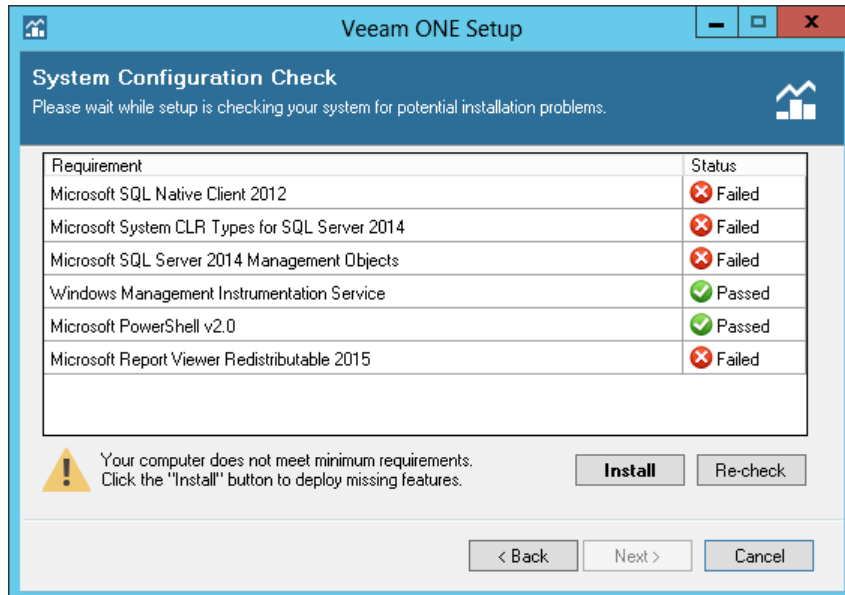 Veeam ONE Setup
System Configuration Check
Please wait while setup is checking your system for potential installation problems.
Requirement Status
Microsoft SQL Native Client 2012 Failed
Microsoft System CLR Types for SQL Server 2014 Failed
Microsoft SQL Server 2014 Management Objects Failed
Windows Management Instrumentation Service Passed
Microsoft PowerShell v2.0 Passed
Microsoft Report Viewer Redistributable 2015 Failed
Your computer does not meet minimum requirements.
Click the "Install" button to deploy missing features.
Install Re-check
< Back Next > Cancel